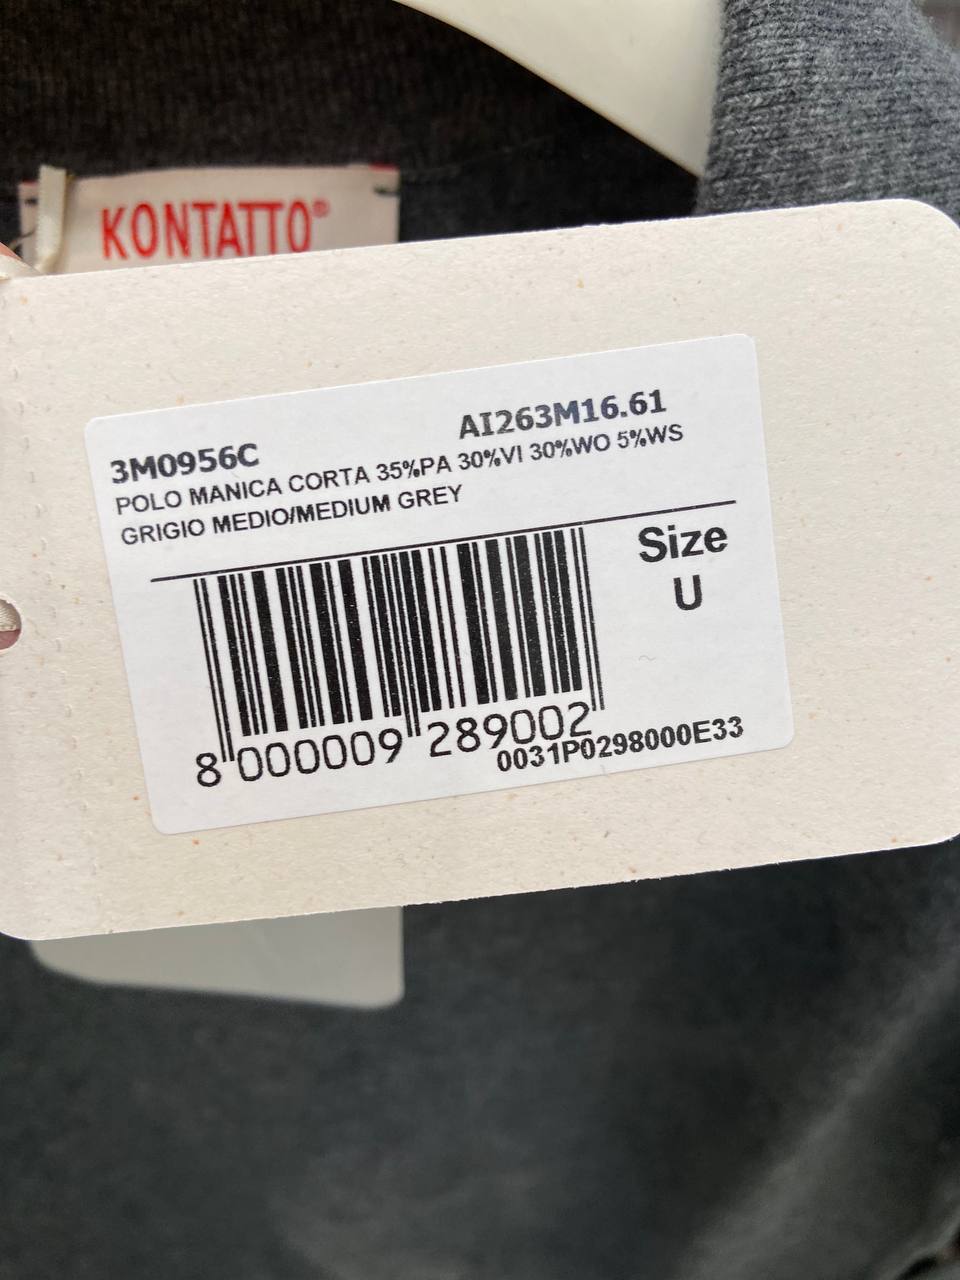 KONTATTO®
3M0956C AI263M16.61
POLO MANICA CORTA 35%PA 30%VI 30%WO 5%WS
GRIGIO MEDIO/MEDIUM GREY
Size
U
8 000009 289002
0031P0298000E33